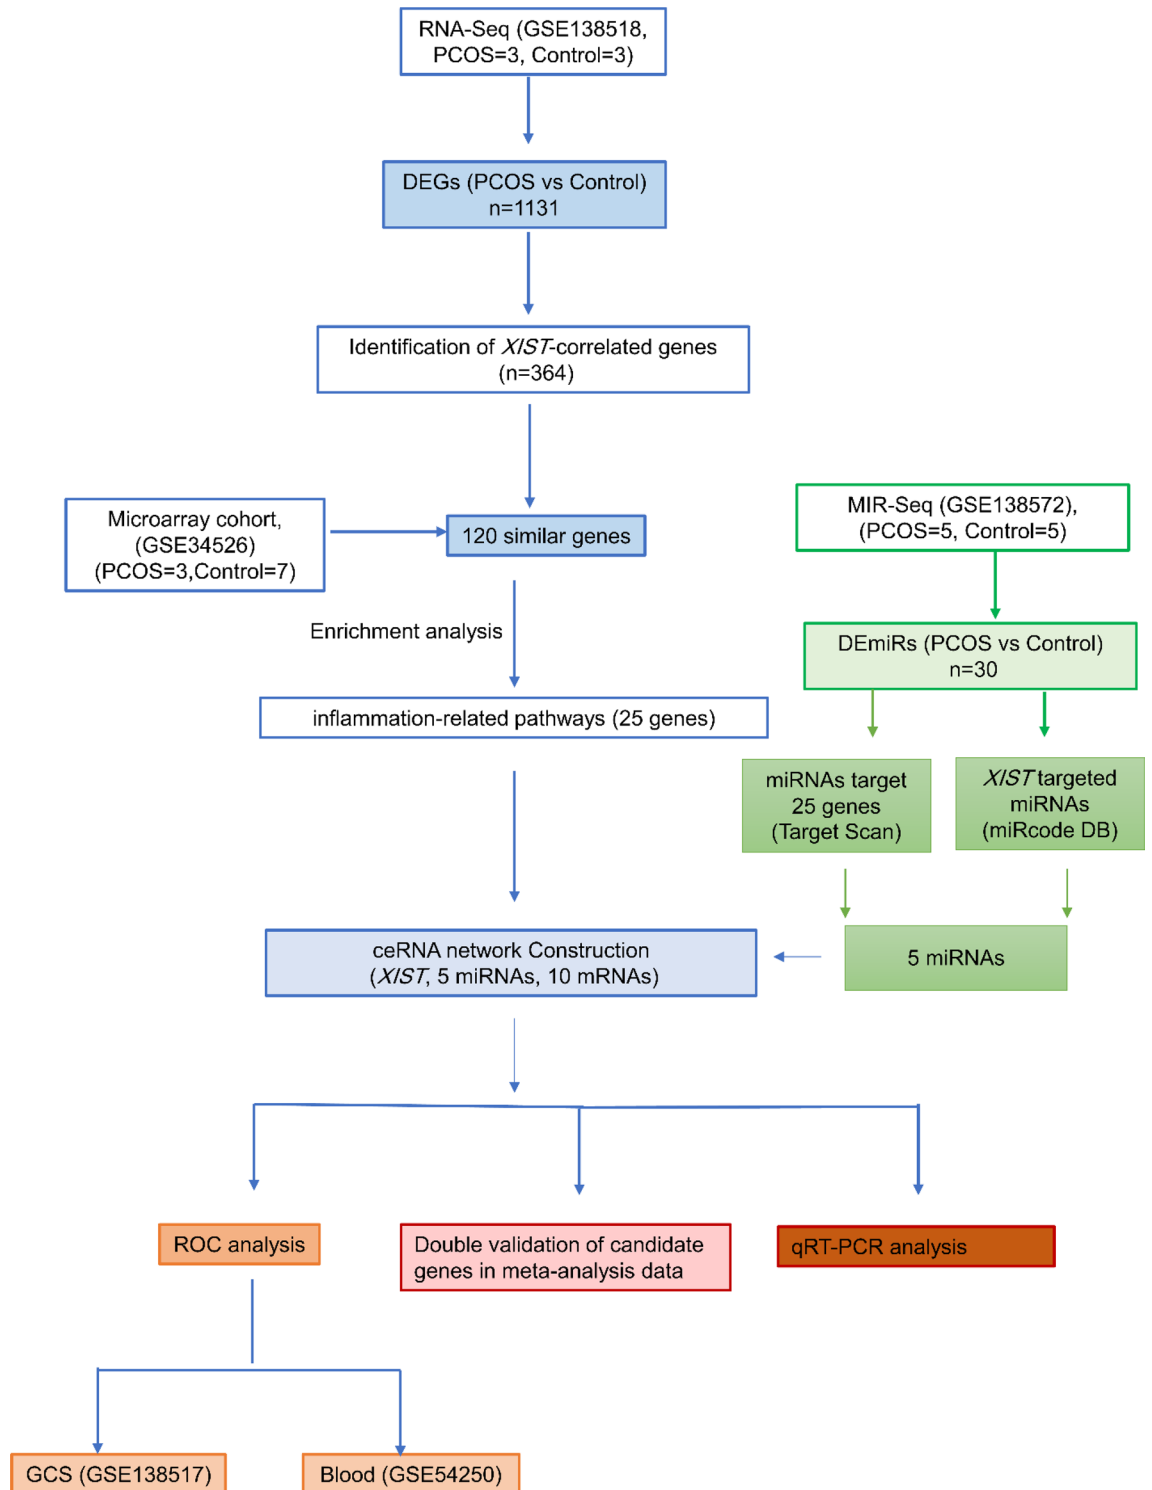 RNA-Seq (GSE138518,
PCOS=3, Control=3)
DEGs (PCOS vs Control)
n=1131
Identification of XIST-correlated genes
(n=364)
Microarray cohort,
(GSE34526)
(PCOS=3,Control=7)
120 similar genes
MIR-Seq (GSE138572),
(PCOS=5, Control=5)
Enrichment analysis
DEmiRs (PCOS vs Control)
n=30
inflammation-related pathways (25 genes)
miRNAs target
25 genes
(Target Scan)
XIST targeted
miRNAs
(miRcode DB)
ceRNA network Construction
(XIST, 5 miRNAs, 10 mRNAs)
5 miRNAs
ROC analysis
Double validation of candidate
genes in meta-analysis data
qRT-PCR analysis
GCS (GSE138517)
Blood (GSE54250)